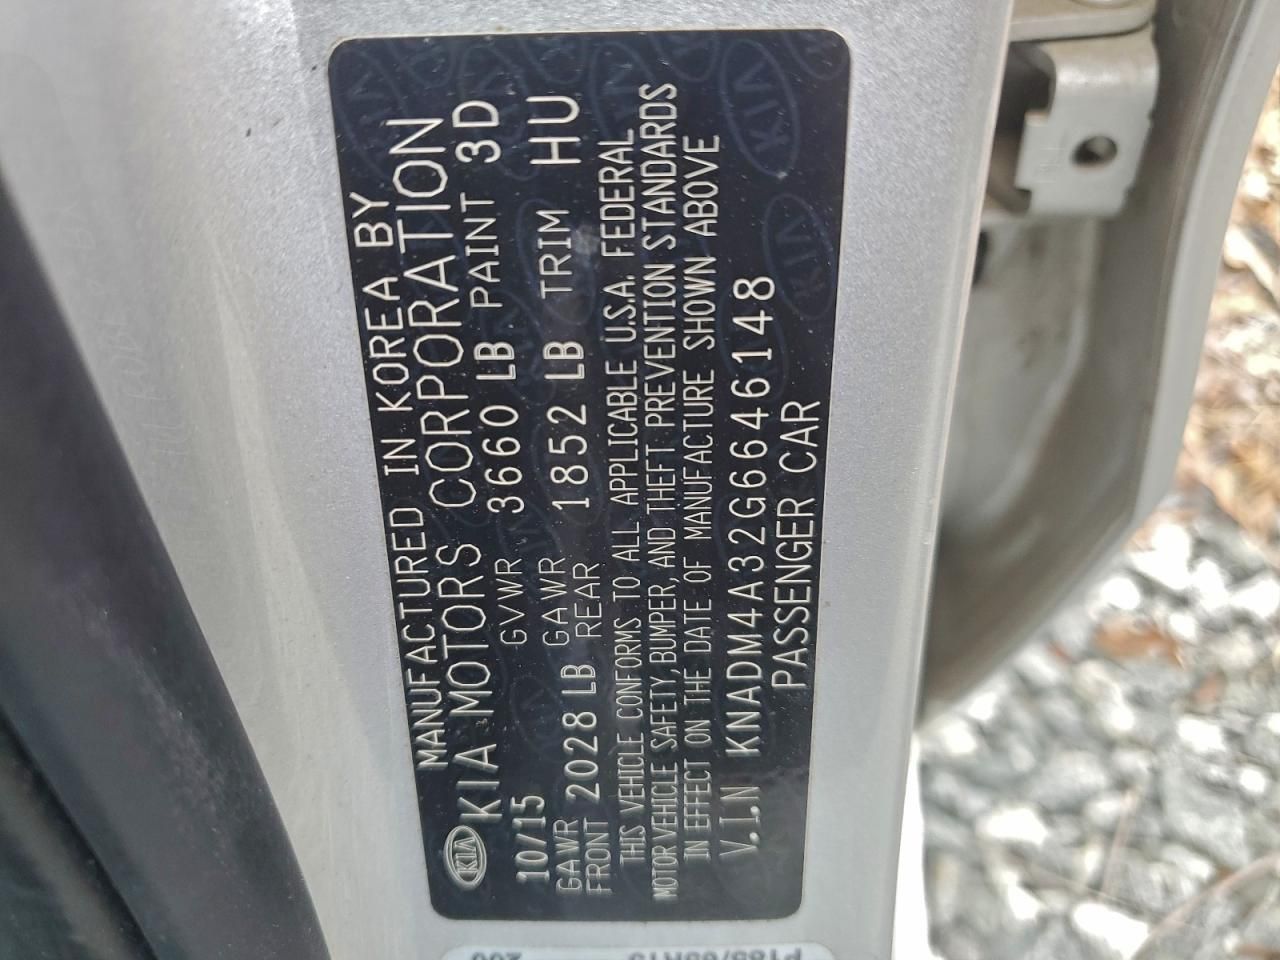 MANUFACTURED IN KOREA BY
KIA MOTORS CORPORATION
10/15 GVWR 3660 LB PAINT 3D
GAWR FRONT 2028 LB GAWR REAR 1852 LB TRIM HU
THIS VEHICLE CONFORMS TO ALL APPLICABLE U.S.A. FEDERAL
MOTOR VEHICLE SAFETY, BUMPER, AND THEFT PREVENTION STANDARDS
IN EFFECT ON THE DATE OF MANUFACTURE SHOWN ABOVE
V.I.N KNADM4A32G6646148
PASSENGER CAR
KIA